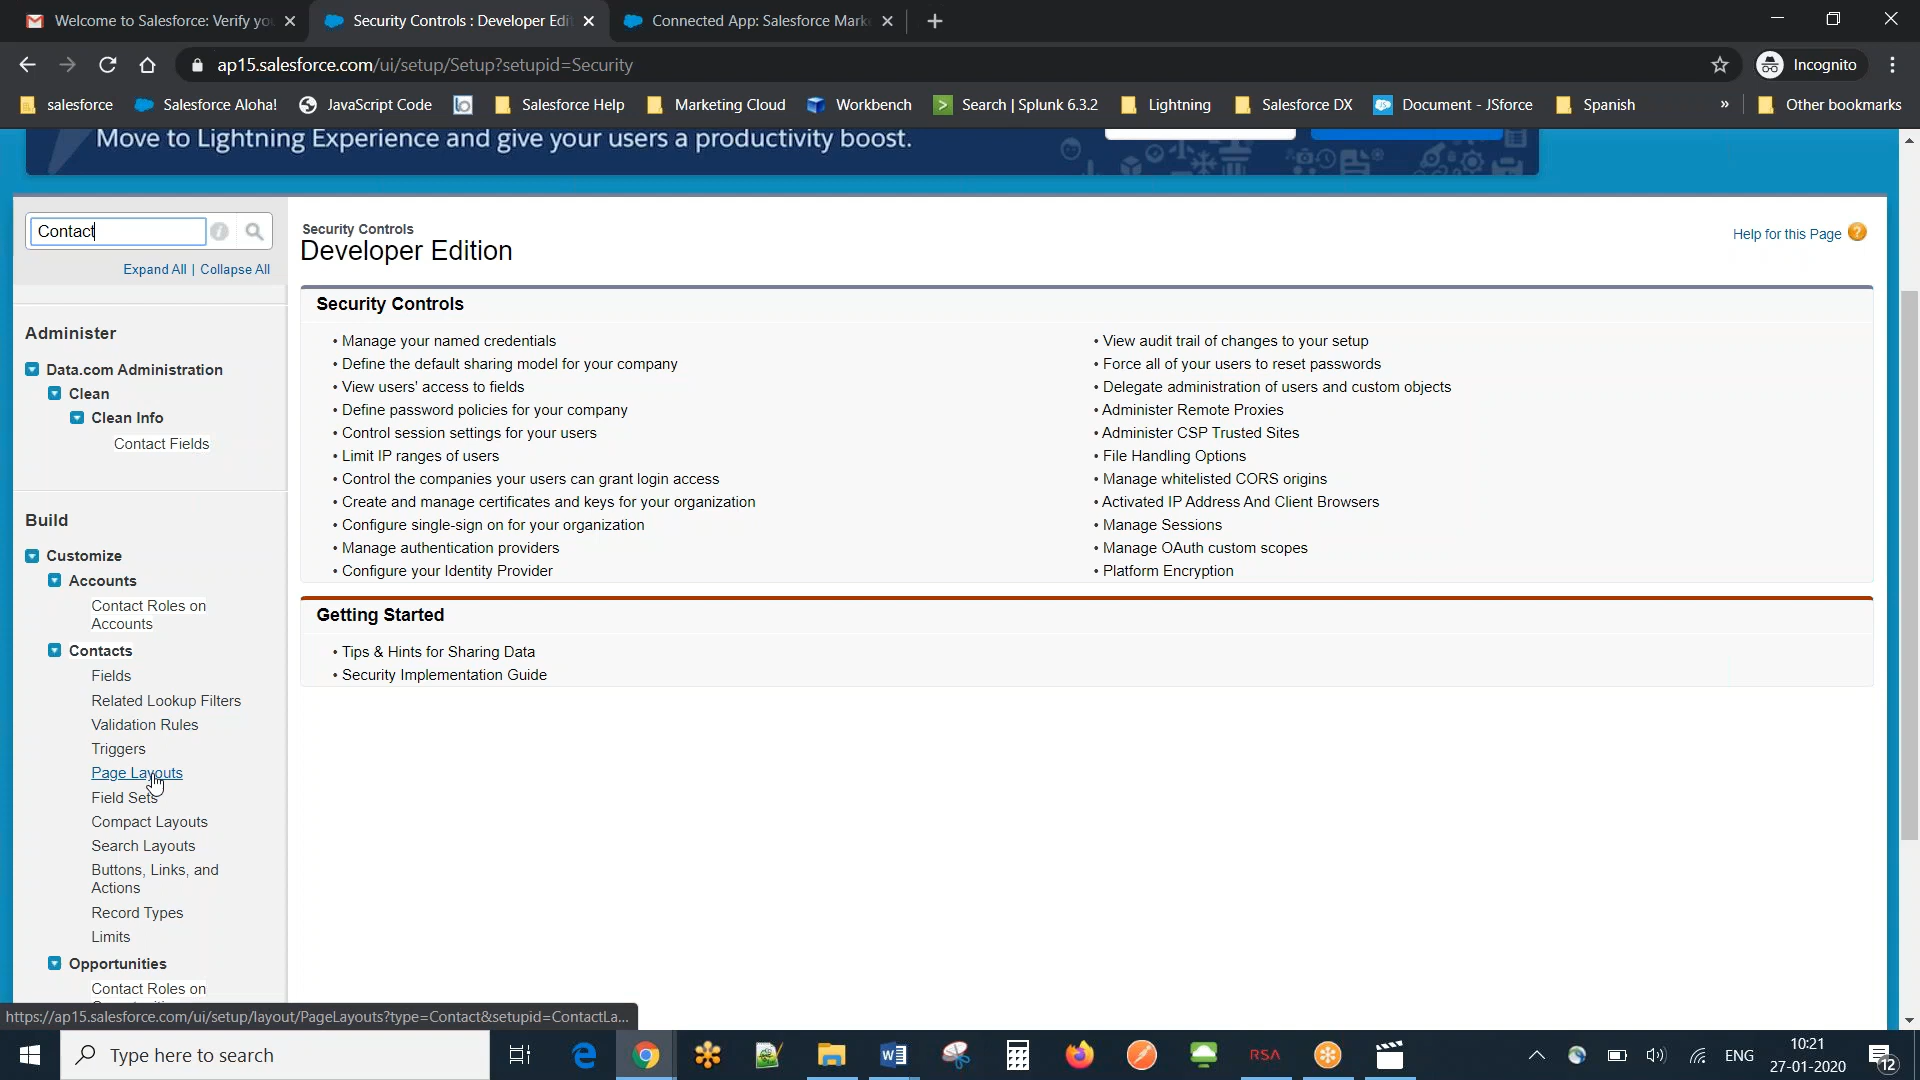 Welcome to Salesforce: Verify yo
Security Controls : Developer Edi
Connected App: Salesforce Mark
ap15.salesforce.com/ui/setup/Setup?setupid=Security
Incognito
salesforce
Salesforce Aloha!
JavaScript Code
Salesforce Help
Marketing Cloud
Workbench
Search | Splunk 6.3.2
Lightning
Salesforce DX
Document - JSforce
Spanish
»
Other bookmarks
Move to Lightning Experience and give your users a productivity boost.
Contact
Expand All | Collapse All
Administer
Data.com Administration
Clean
Clean Info
Contact Fields
Build
Customize
Accounts
Contact Roles on
Accounts
Contacts
Fields
Related Lookup Filters
Validation Rules
Triggers
Page Layouts
Field Sets
Compact Layouts
Search Layouts
Buttons, Links, and
Actions
Record Types
Limits
Opportunities
Contact Roles on
Security Controls
Developer Edition
Help for this Page
Security Controls
• Manage your named credentials
• Define the default sharing model for your company
• View users' access to fields
• Define password policies for your company
• Control session settings for your users
• Limit IP ranges of users
• Control the companies your users can grant login access
• Create and manage certificates and keys for your organization
• Configure single-sign on for your organization
• Manage authentication providers
• Configure your Identity Provider
• View audit trail of changes to your setup
• Force all of your users to reset passwords
• Delegate administration of users and custom objects
• Administer Remote Proxies
• Administer CSP Trusted Sites
• File Handling Options
• Manage whitelisted CORS origins
• Activated IP Address And Client Browsers
• Manage Sessions
• Manage OAuth custom scopes
• Platform Encryption
Getting Started
• Tips & Hints for Sharing Data
• Security Implementation Guide
https://ap15.salesforce.com/ui/setup/layout/PageLayouts?type=Contact&setupid=ContactLa...
Type here to search
RSA
ENG
10:21
27-01-2020
12